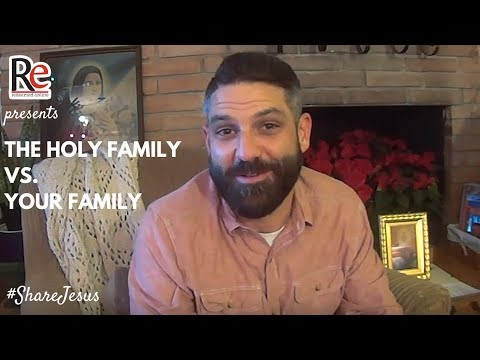 Re
presents
THE HOLY FAMILY
VS.
YOUR FAMILY
#ShareJesus